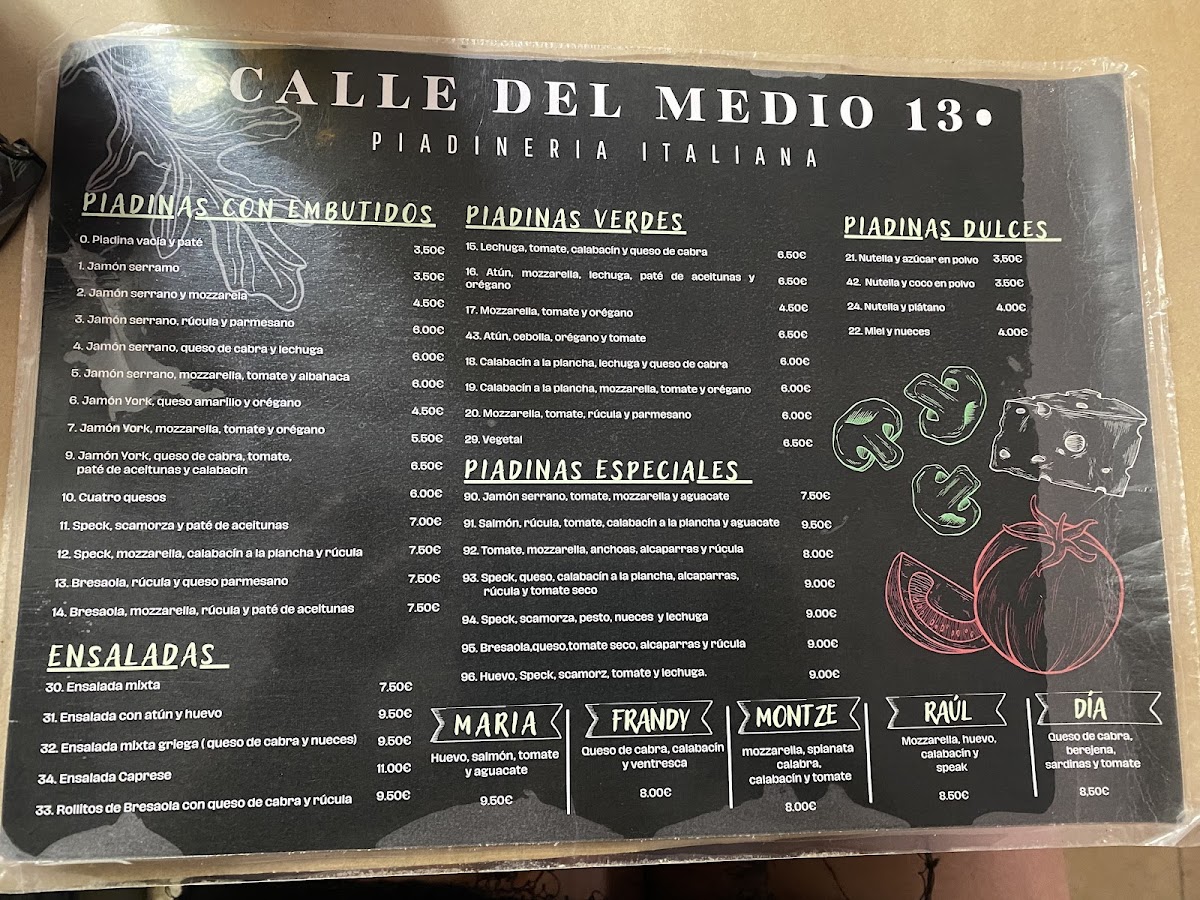 CALLE DEL MEDIO 13•
PIADINERIA ITALIANA
PIADINAS CON EMBUTIDOS
0. Piadina vacía y paté 3,50€
1. Jamón serramo 3,50€
2. Jamón serrano y mozzarela 4.50€
3. Jamón serrano, rúcula y parmesano 6.00€
4. Jamón serrano, queso de cabra y lechuga 6.00€
5. Jamón serrano, mozzarella, tomate y albahaca 6.00€
6. Jamón York, queso amarillo y orégano 4.50€
7. Jamón York, mozzarella, tomate y orégano 5.50€
9. Jamón York, queso de cabra, tomate,
paté de aceitunas y calabacín 6.50€
10. Cuatro quesos 6.00€
11. Speck, scamorza y paté de aceitunas 7.00€
12. Speck, mozzarella, calabacín a la plancha y rúcula 7.50€
13. Bresaola, rúcula y queso parmesano 7.50€
14. Bresaola, mozzarella, rúcula y paté de aceitunas 7.50€
ENSALADAS
30. Ensalada mixta 7.50€
31. Ensalada con atún y huevo 9.50€
32. Ensalada mixta griega ( queso de cabra y nueces) 9.50€
34. Ensalada Caprese 11.00€
33. Rollitos de Bresaola con queso de cabra y rúcula 9.50€
PIADINAS VERDES
15. Lechuga, tomate, calabacín y queso de cabra 6.50€
16. Atún, mozzarella, lechuga, paté de aceitunas y
orégano 6.50€
17. Mozzarella, tomate y orégano 4.50€
43. Atún, cebolla, orégano y tomate 6.50€
18. Calabacín a la plancha, lechuga y queso de cabra 6.00€
19. Calabacín a la plancha, mozzarella, tomate y orégano 6.00€
20. Mozzarella, tomate, rúcula y parmesano 6.00€
29. Vegetal 6.50€
PIADINAS ESPECIALES
90. Jamón serrano, tomate, mozzarella y aguacate 7.50€
91. Salmón, rúcula, tomate, calabacín a la plancha y aguacate 9.50€
92. Tomate, mozzarella, anchoas, alcaparras y rúcula 8.00€
93. Speck, queso, calabacín a la plancha, alcaparras,
rúcula y tomate seco 9.00€
94. Speck, scamorza, pesto, nueces y lechuga 9.00€
95. Bresaola,queso,tomate seco, alcaparras y rúcula 9.00€
96. Huevo, Speck, scamorz, tomate y lechuga. 9.00€
PIADINAS DULCES
21. Nutella y azúcar en polvo 3,50€
42. Nutella y coco en polvo 3.50€
24. Nutella y plátano 4.00€
22. Miel y nueces 4.00€
MARIA
Huevo, salmón, tomate
y aguacate
9.50€
FRANDY
Queso de cabra, calabacín
y ventresca
8.00€
MONTZE
mozzarella, splanata
calabra,
calabacín y tomate
8.00€
RAÚL
Mozzarella, huevo,
calabacín y
speak
8.50€
DÍA
Queso de cabra,
berejena,
sardinas y tomate
8,50€